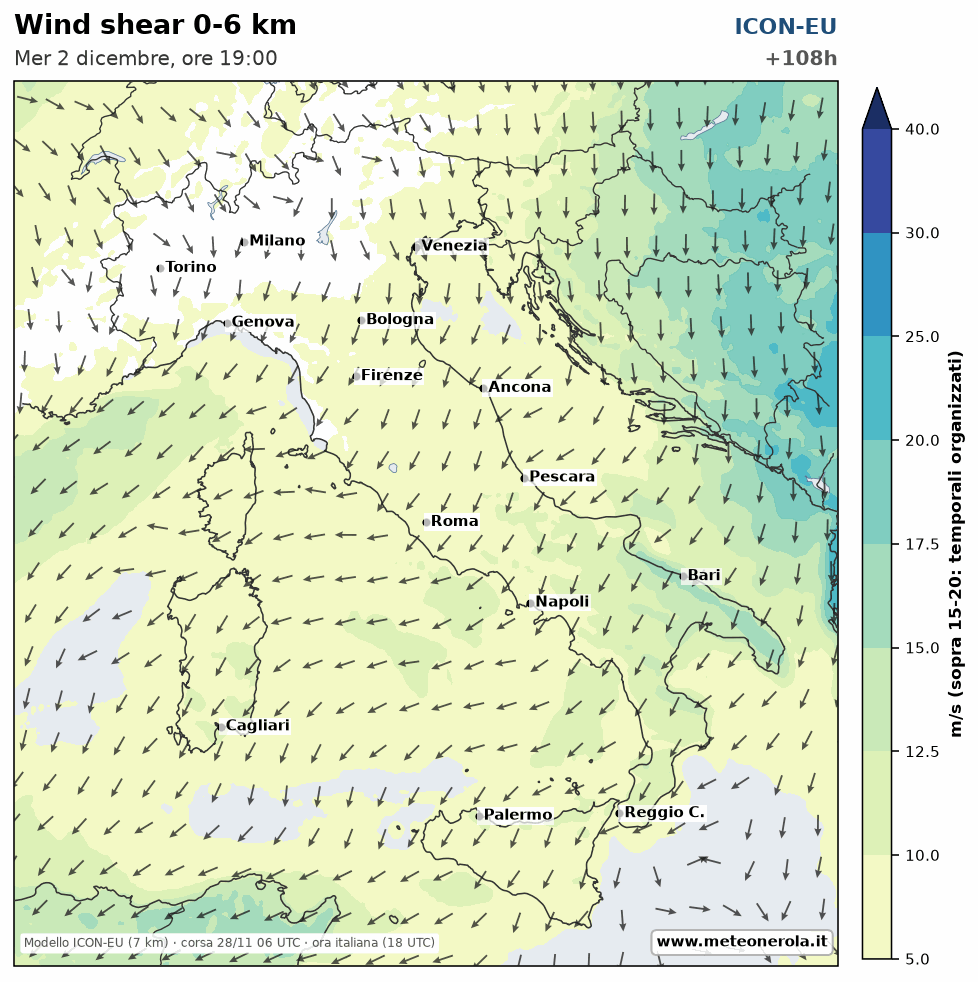 Wind shear 0-6 km
ICON-EU
Mer 2 dicembre, ore 19:00
+108h
40.0
30.0
25.0
20.0
17.5
15.0
12.5
10.0
5.0
m/s (sopra 15-20: temporali organizzati)
Milano
Venezia
Torino
Genova
Bologna
Firenze
Ancona
Pescara
Roma
Bari
Napoli
Cagliari
Palermo
Reggio C.
Modello ICON-EU (7 km) · corsa 28/11 06 UTC · ora italiana (18 UTC)
www.meteonerola.it